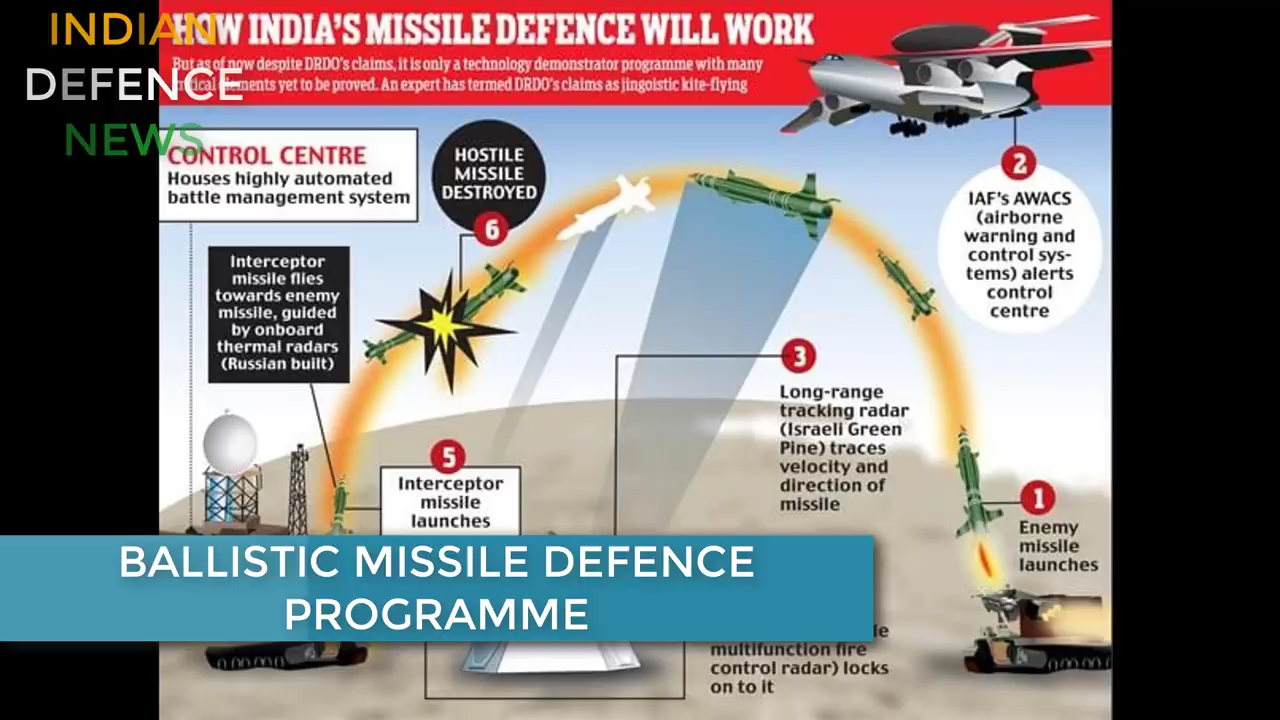 INDIAN
DEFENCE
NEWS
HOW INDIA'S MISSILE DEFENCE WILL WORK
But as of now despite DRDO's claims, it is only a technology demonstrator programme with many
critical elements yet to be proved. An expert has termed DRDO's claims as jingoistic kite-flying
CONTROL CENTRE
Houses highly automated
battle management system
HOSTILE
MISSILE
DESTROYED
6
2
IAF's AWACS
(airborne
warning and
control sys-
tems) alerts
control
centre
Interceptor
missile flies
towards enemy
missile, guided
by onboard
thermal radars
(Russian built)
3
Long-range
tracking radar
(Israeli Green
Pine) traces
velocity and
direction of
missile
5
Interceptor
missile
launches
1
Enemy
missile
launches
BALLISTIC MISSILE DEFENCE
PROGRAMME
multifunction fire
control radar) locks
on to it